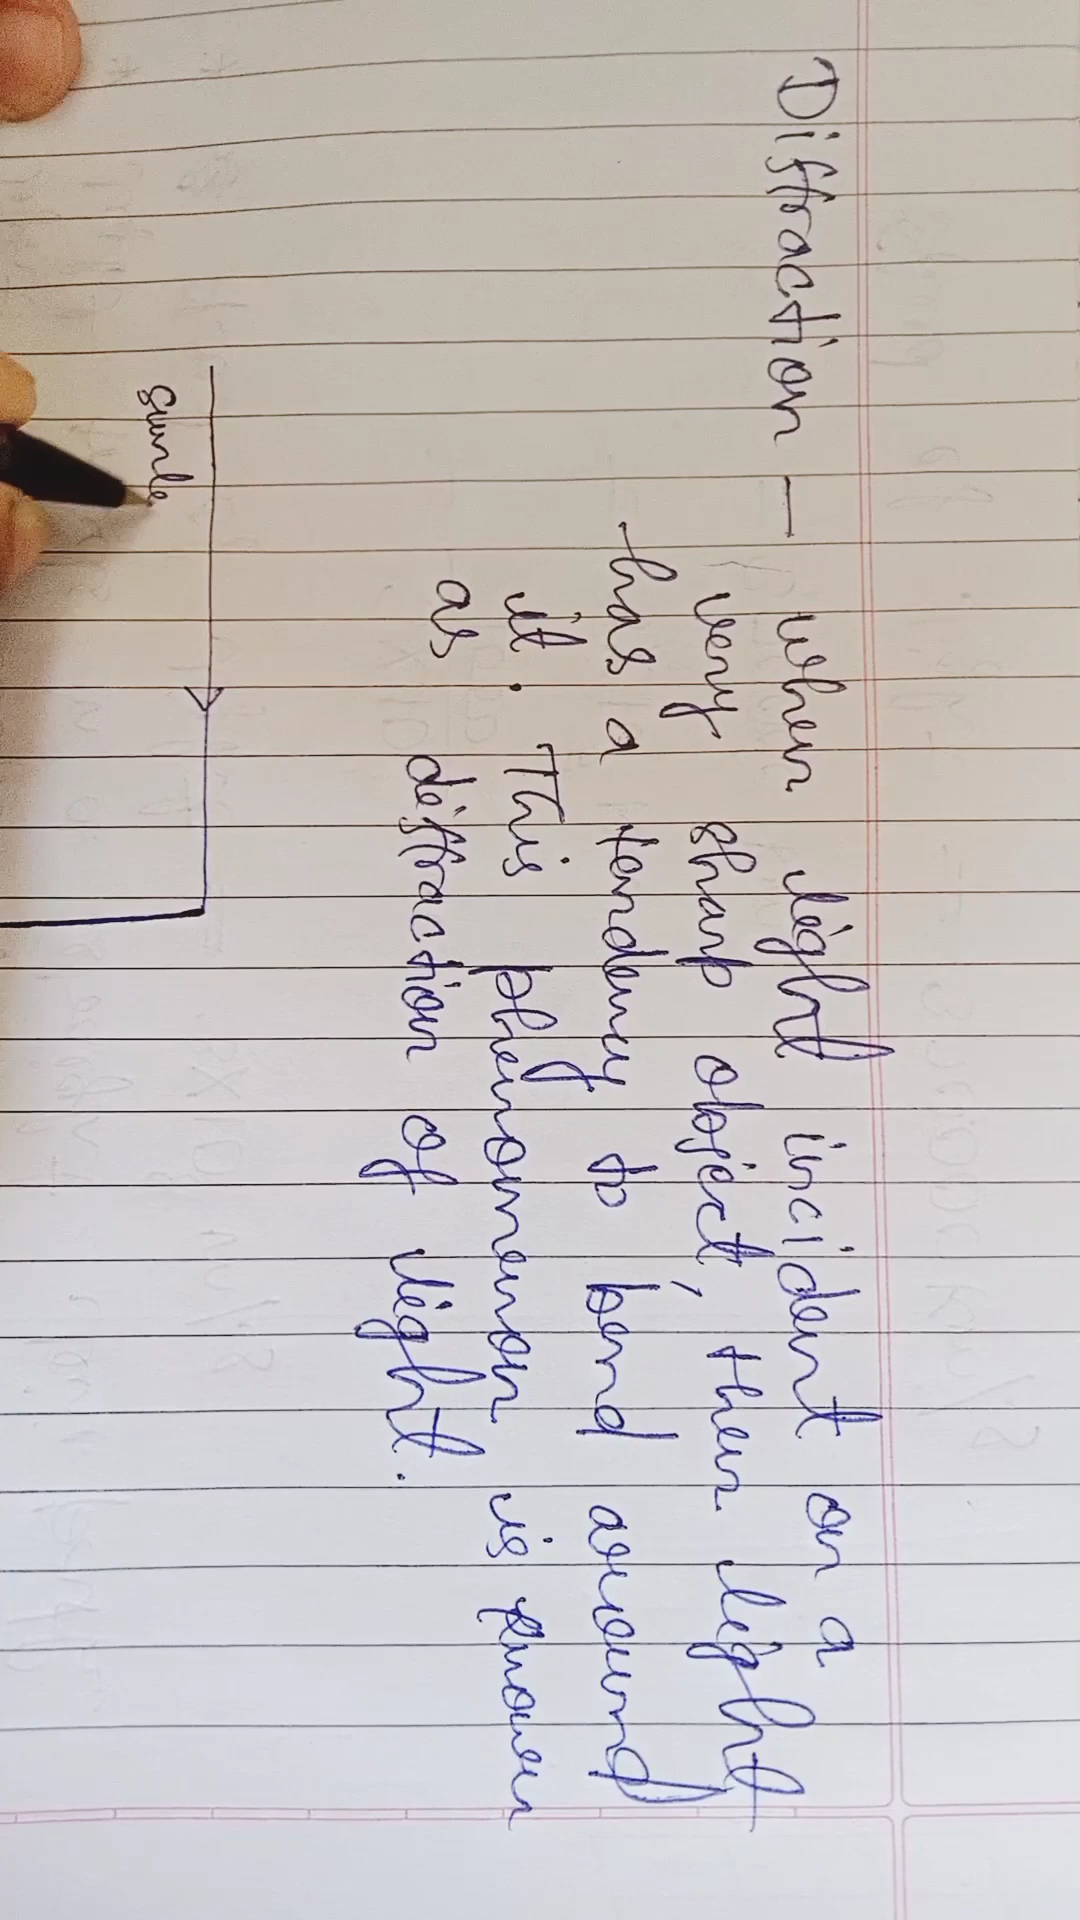 Diffraction — when light incident on a
very sharp object, then light
has a tendency to bend around
it. This phenomenon is known
as diffraction of light.
sunle